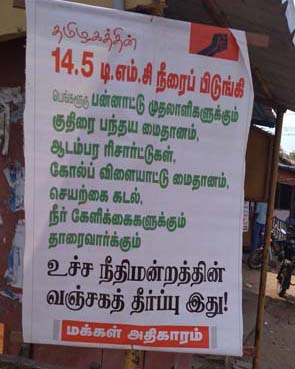 தமிழகத்தின்
14.5 டி.எம்.சி நீரைப் பிடுங்கி
பெங்களூரு பன்னாட்டு முதலாளிகளுக்கும்
குதிரை பந்தய மைதானம்,
ஆடம்பர ரிசார்ட்டுகள்,
கோல்ப் விளையாட்டு மைதானம்,
செயற்கை கடல்,
நீர் கேளிக்கைகளுக்கும்
தாரைவார்க்கும்
உச்ச நீதிமன்றத்தின்
வஞ்சகத் தீர்ப்பு இது!
மக்கள் அதிகாரம்